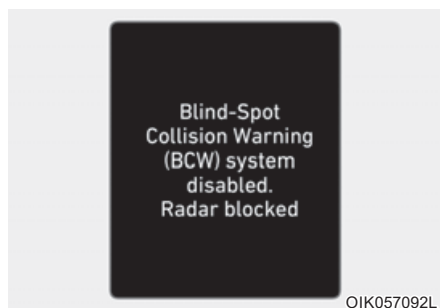 Blind-Spot
Collision Warning
(BCW) system
disabled.
Radar blocked
OIK057092L